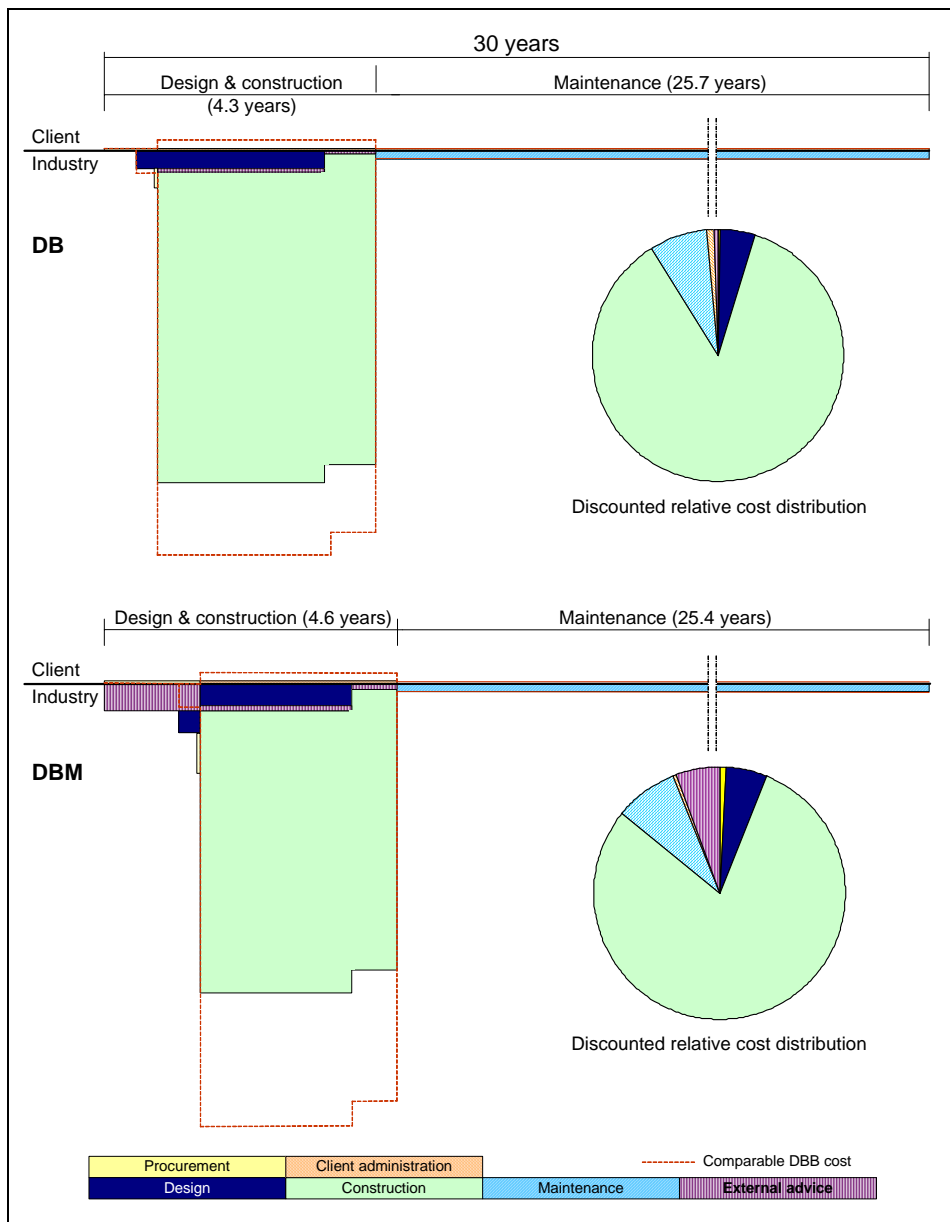 30 years
Design & construction
(4.3 years)
Maintenance (25.7 years)
Client
Industry
DB
Discounted relative cost distribution
Design & construction (4.6 years)
Maintenance (25.4 years)
Client
Industry
DBM
Discounted relative cost distribution
Procurement
Client administration
Comparable DBB cost
Design
Construction
Maintenance
External advice